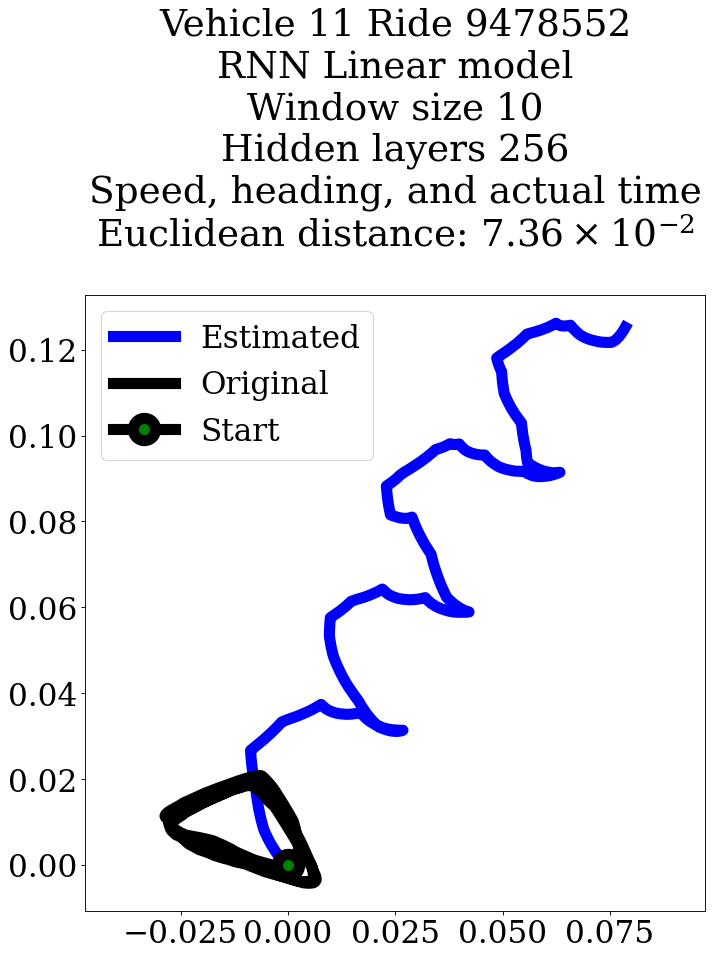 Vehicle 11 Ride 9478552
RNN Linear model
Window size 10
Hidden layers 256
Speed, heading, and actual time
Euclidean distance: 7.36 × 10⁻²
Estimated
Original
Start
0.12
0.10
0.08
0.06
0.04
0.02
0.00
−0.025 0.000 0.025 0.050 0.075